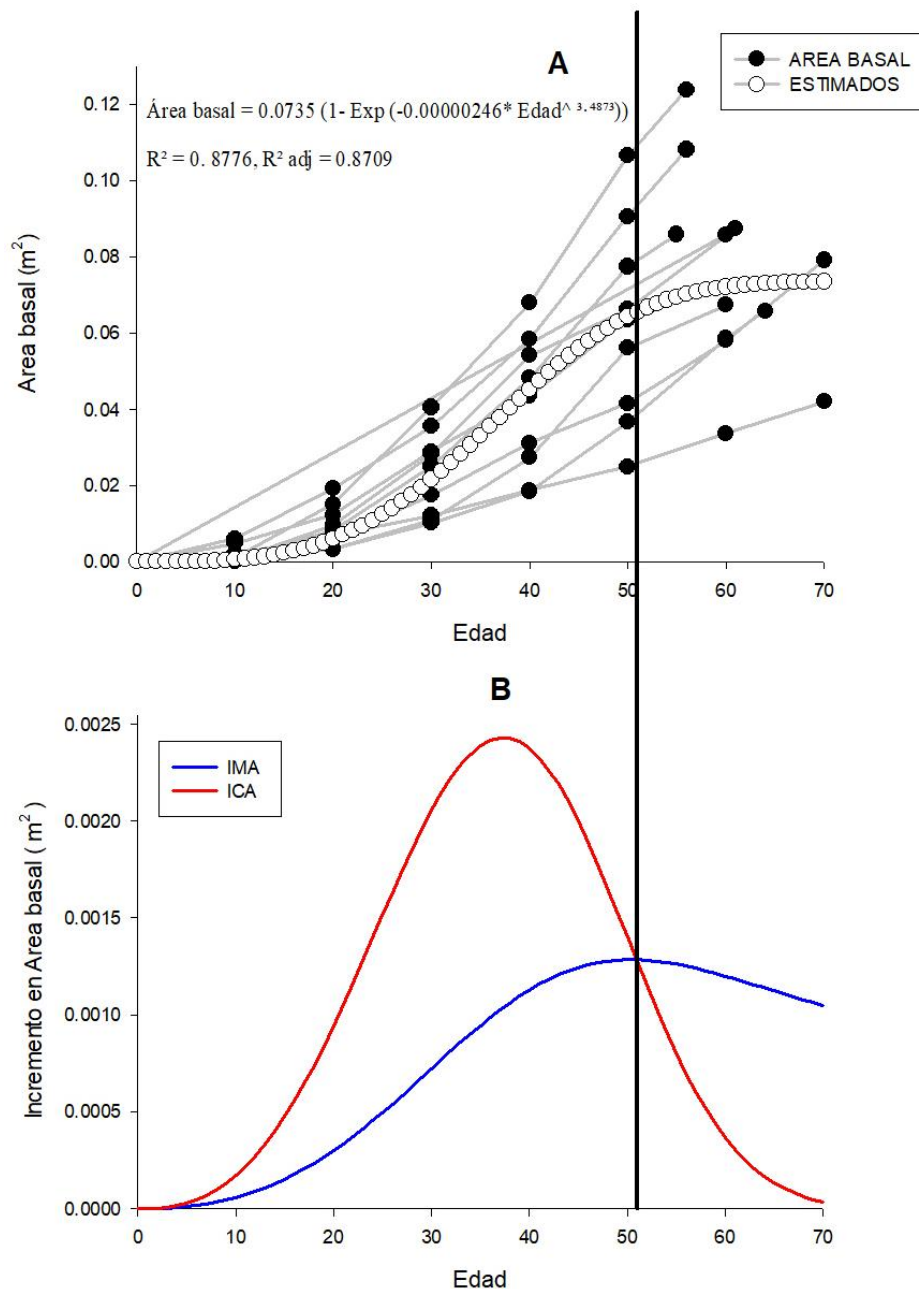 A
AREA BASAL
ESTIMADOS
Área basal = 0.0735 (1- Exp (-0.00000246* Edad^ ³·⁴⁸⁷³))
R² = 0. 8776, R² adj = 0.8709
Area basal (m²)
0.12
0.10
0.08
0.06
0.04
0.02
0.00
0 10 20 30 40 50 60 70
Edad
B
IMA
ICA
Incremento en Area basal ( m² )
0.0025
0.0020
0.0015
0.0010
0.0005
0.0000
0 10 20 30 40 50 60 70
Edad